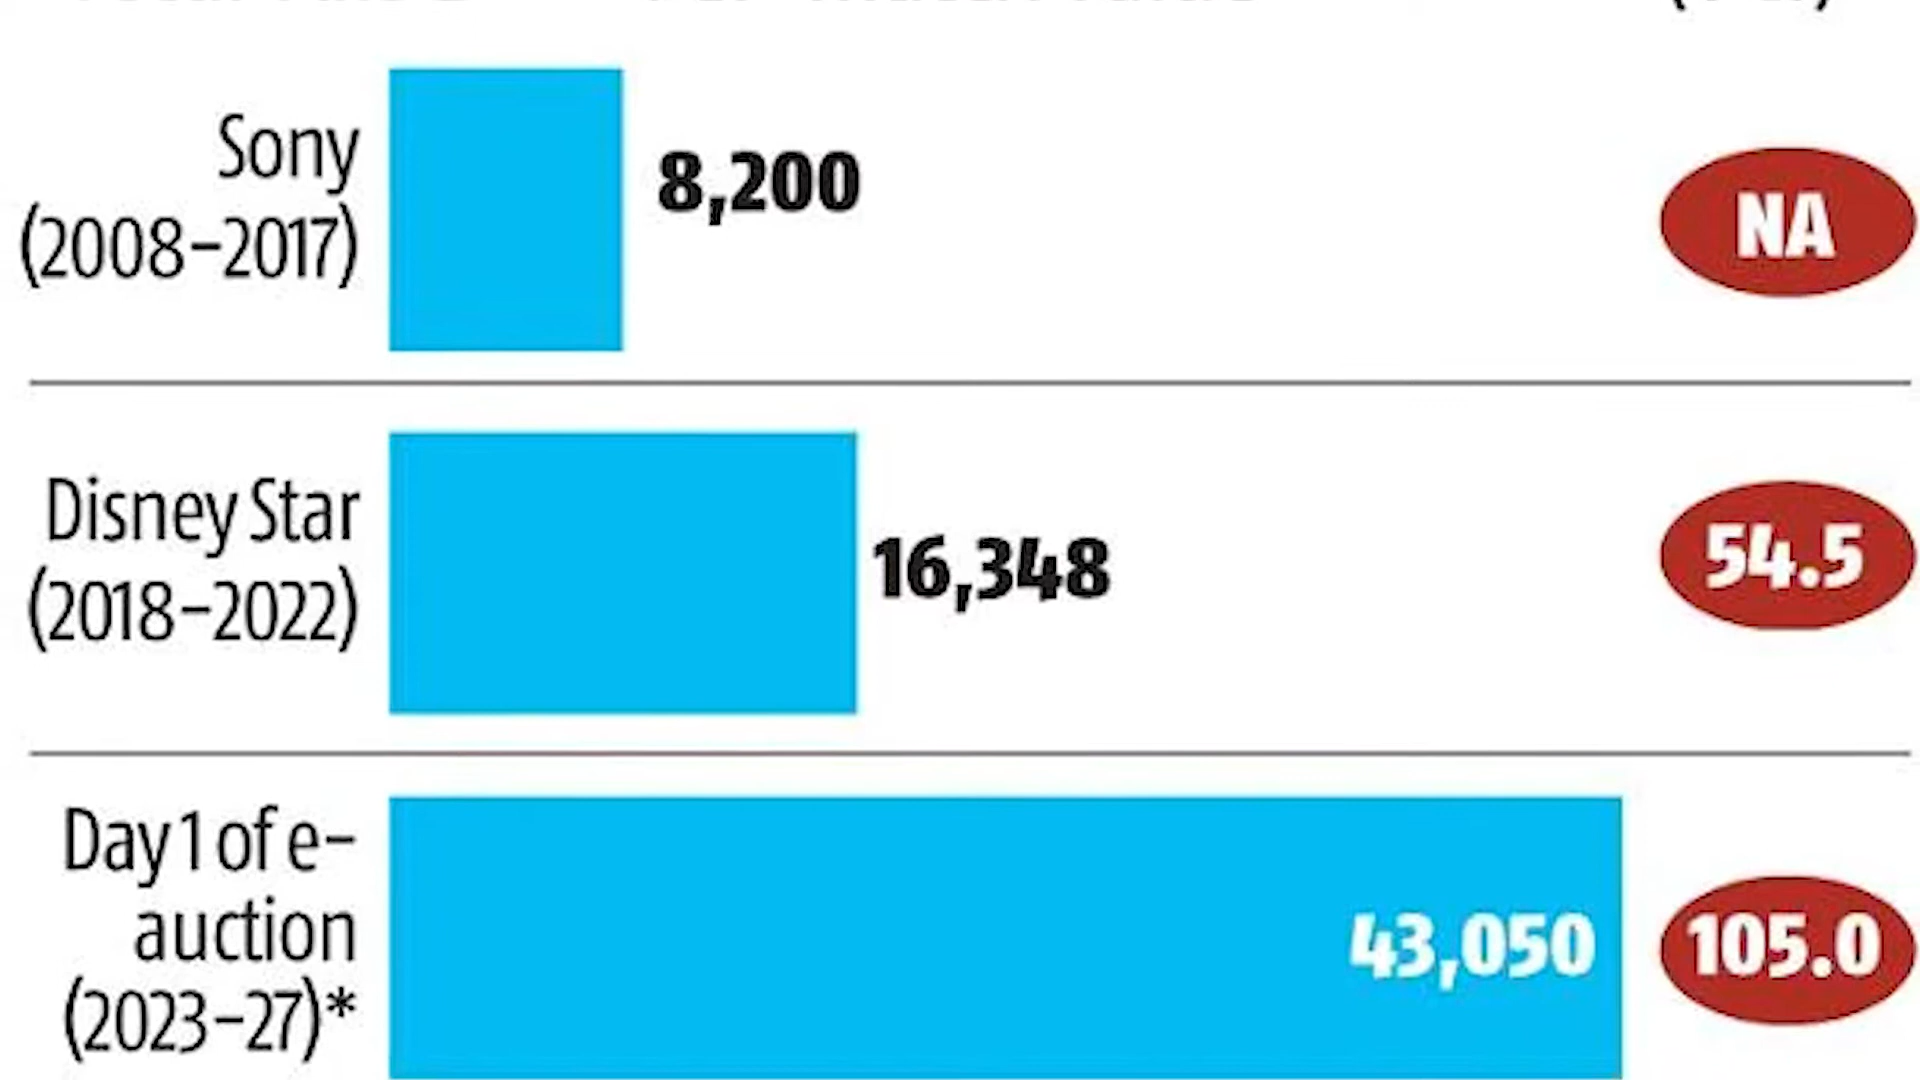 Sony
(2008–2017)
8,200
NA
Disney Star
(2018–2022)
16,348
54.5
Day 1 of e-
auction
(2023–27)*
43,050
105.0